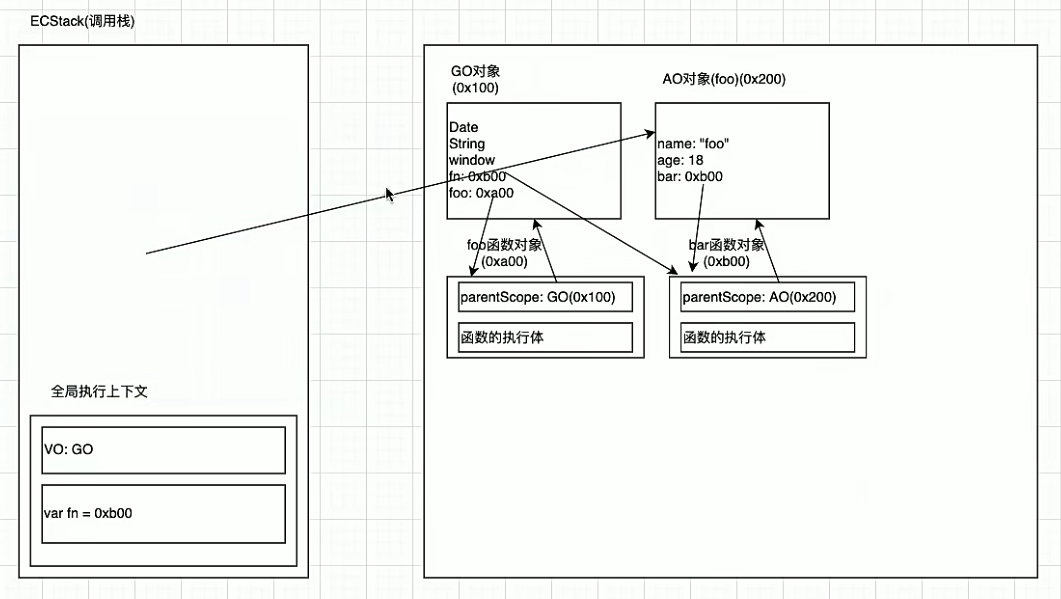 ECStack(调用栈)
全局执行上下文
VO: GO
var fn = 0xb00
GO对象
(0x100)
Date
String
window
fn: 0xb00
foo: 0xa00
AO对象(foo)(0x200)
name: "foo"
age: 18
bar: 0xb00
foo函数对象
(0xa00)
parentScope: GO(0x100)
函数的执行体
bar函数对象
(0xb00)
parentScope: AO(0x200)
函数的执行体